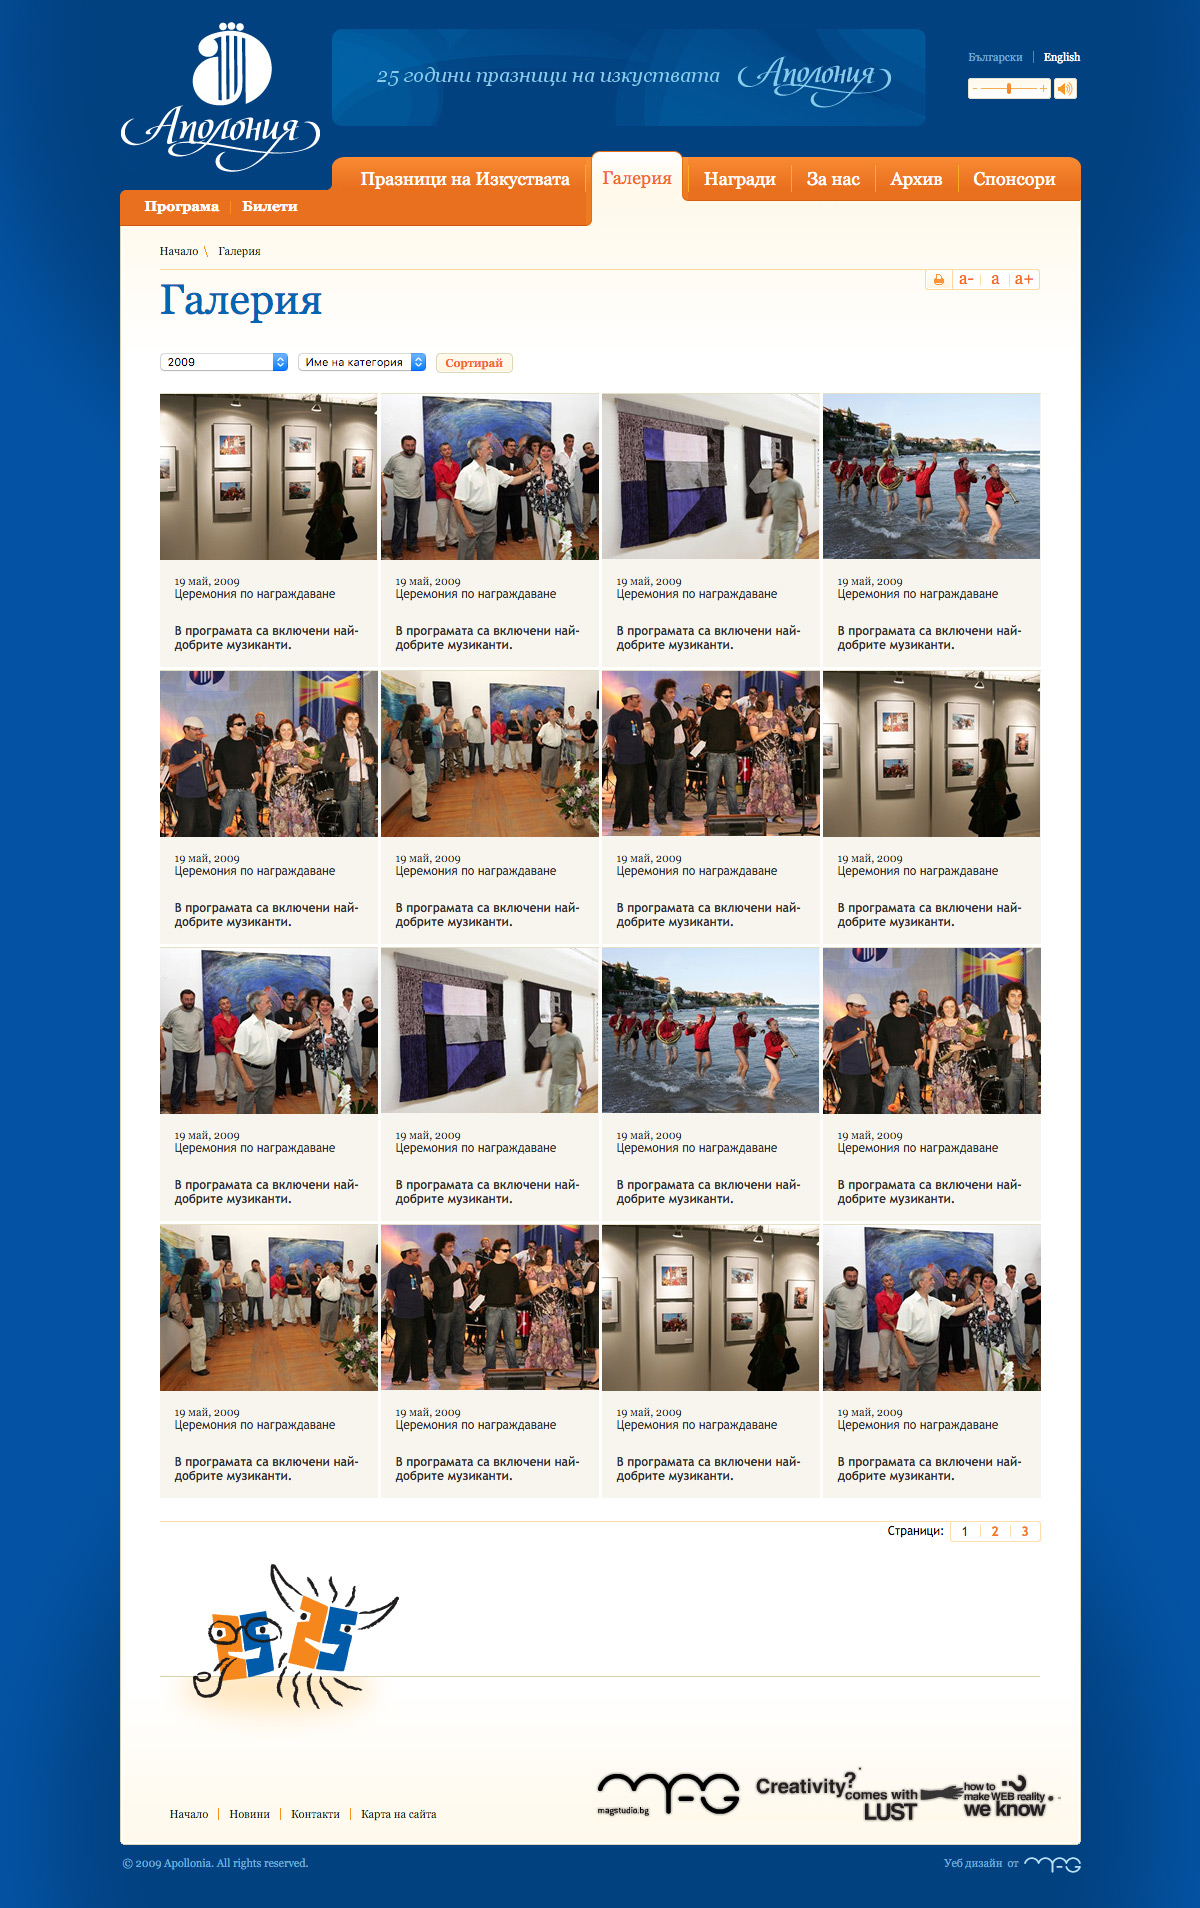 Аполония
25 години празници на изкуствата Аполония
Български English
Празници на Изкуствата Галерия Награди За нас Архив Спонсори
Програма Билети
Начало \ Галерия
a- a a+
Галерия
2009 Име на категория Сортирай
19 май, 2009 19 май, 2009 19 май, 2009 19 май, 2009
Церемония по награждаване Церемония по награждаване Церемония по награждаване Церемония по награждаване
В програмата са включени най- В програмата са включени най- В програмата са включени най- В програмата са включени най-
добрите музиканти. добрите музиканти. добрите музиканти. добрите музиканти.
19 май, 2009 19 май, 2009 19 май, 2009 19 май, 2009
Церемония по награждаване Церемония по награждаване Церемония по награждаване Церемония по награждаване
В програмата са включени най- В програмата са включени най- В програмата са включени най- В програмата са включени най-
добрите музиканти. добрите музиканти. добрите музиканти. добрите музиканти.
19 май, 2009 19 май, 2009 19 май, 2009 19 май, 2009
Церемония по награждаване Церемония по награждаване Церемония по награждаване Церемония по награждаване
В програмата са включени най- В програмата са включени най- В програмата са включени най- В програмата са включени най-
добрите музиканти. добрите музиканти. добрите музиканти. добрите музиканти.
19 май, 2009 19 май, 2009 19 май, 2009 19 май, 2009
Церемония по награждаване Церемония по награждаване Церемония по награждаване Церемония по награждаване
В програмата са включени най- В програмата са включени най- В програмата са включени най- В програмата са включени най-
добрите музиканти. добрите музиканти. добрите музиканти. добрите музиканти.
Страници: 1 2 3
25 25
magstudio.bg
Creativity?
comes with
LUST
how to
make WEB reality
we know
Начало Новини Контакти Карта на сайта
© 2009 Apollonia. All rights reserved. Уеб дизайн от